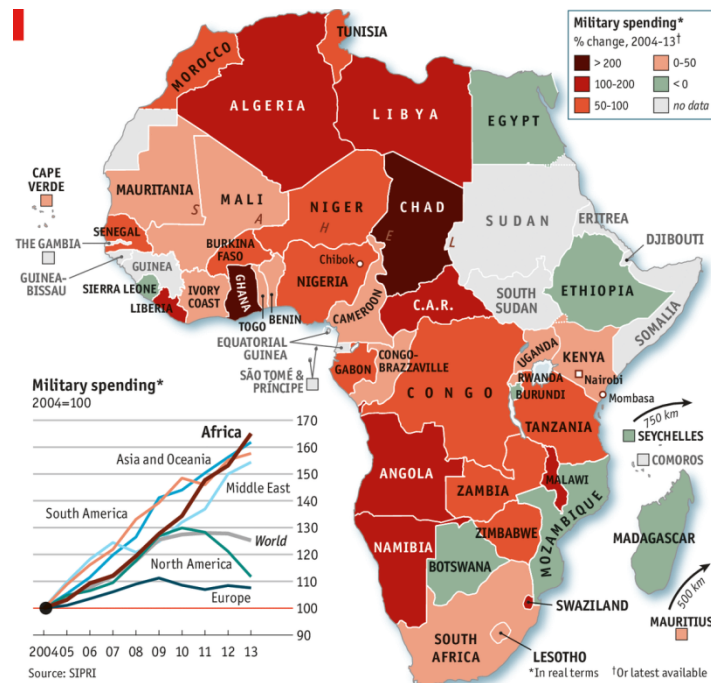 Military spending*
% change, 2004-13†
> 200
100-200
50-100
0-50
<0
no data
TUNISIA
MOROCCO
ALGERIA
LIBYA
EGYPT
CAPE
VERDE
MAURITANIA
MALI
NIGER
CHAD
SUDAN
ERITREA
SAHEL
DJIBOUTI
SENEGAL
THE GAMBIA
GUINEA-
BISSAU
GUINEA
BURKINA
FASO
Chibok
NIGERIA
SIERRA LEONE
LIBERIA
IVORY
COAST
GHANA
TOGO
BENIN
CAMEROON
C.A.R.
SOUTH
SUDAN
ETHIOPIA
SOMALIA
EQUATORIAL
GUINEA
SÃO TOMÉ &
PRÍNCIPE
GABON
CONGO-
BRAZZAVILLE
CONGO
UGANDA
KENYA
RWANDA
BURUNDI
Nairobi
Mombasa
TANZANIA
750 km
SEYCHELLES
COMOROS
ANGOLA
ZAMBIA
MALAWI
MOZAMBIQUE
ZIMBABWE
NAMIBIA
BOTSWANA
MADAGASCAR
500 km
MAURITIUS
SWAZILAND
SOUTH
AFRICA
LESOTHO
Military spending*
2004=100
Africa
Asia and Oceania
Middle East
South America
World
North America
Europe
170
160
150
140
130
120
110
100
90
2004 05 06 07 08 09 10 11 12 13
Source: SIPRI
*In real terms
†Or latest available